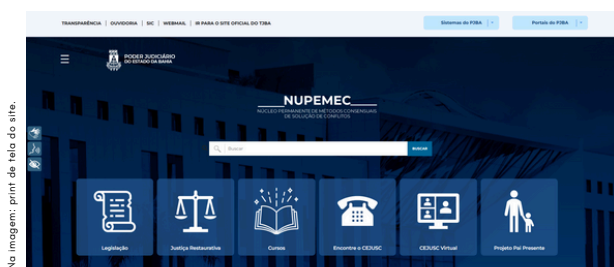 TRANSPARÊNCIA | OUVIDORIA | SIC | WEBMAIL | IR PARA O SITE OFICIAL DO TJBA
Sistemas do PJBA
Portais do PJBA
PODER JUDICIÁRIO
DO ESTADO DA BAHIA
NUPEMEC
NÚCLEO PERMANENTE DE MÉTODOS CONSENSUAIS
DE SOLUÇÃO DE CONFLITOS
Buscar
BUSCAR
Legislação
Justiça Restaurativa
Cursos
Encontre o CEJUSC
CEJUSC Virtual
Projeto Pai Presente
Na imagem: print de tela do site.